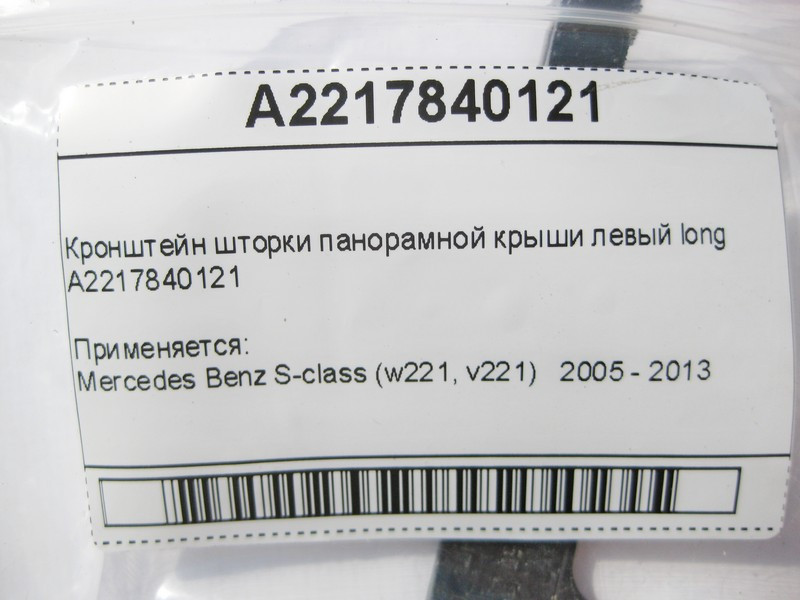 A2217840121
Кронштейн шторки панорамной крыши левый long
A2217840121
Применяется:
Mercedes Benz S-class (w221, v221) 2005 - 2013